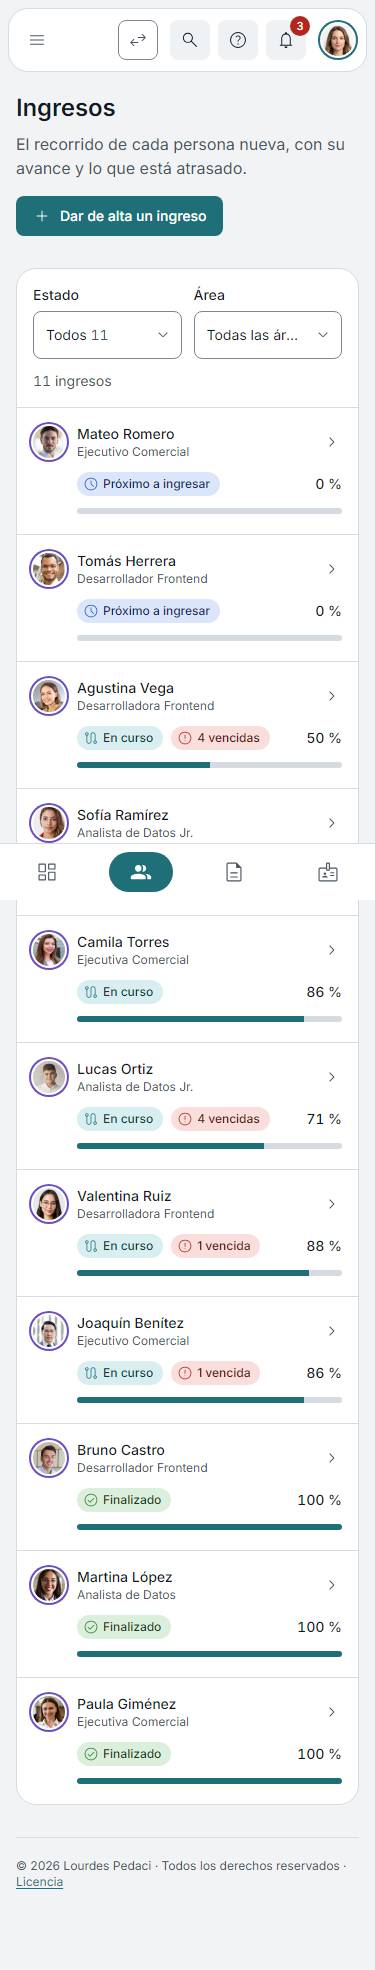 3
Ingresos
El recorrido de cada persona nueva, con su
avance y lo que está atrasado.
Dar de alta un ingreso
Estado
Área
Todos 11
Todas las ár...
11 ingresos
Mateo Romero
Ejecutivo Comercial
Próximo a ingresar
0 %
Tomás Herrera
Desarrollador Frontend
Próximo a ingresar
0 %
Agustina Vega
Desarrolladora Frontend
En curso
4 vencidas
50 %
Sofía Ramírez
Analista de Datos Jr.
Camila Torres
Ejecutiva Comercial
En curso
86 %
Lucas Ortiz
Analista de Datos Jr.
En curso
4 vencidas
71 %
Valentina Ruiz
Desarrolladora Frontend
En curso
1 vencida
88 %
Joaquín Benítez
Ejecutivo Comercial
En curso
1 vencida
86 %
Bruno Castro
Desarrollador Frontend
Finalizado
100 %
Martina López
Analista de Datos
Finalizado
100 %
Paula Giménez
Ejecutiva Comercial
Finalizado
100 %
© 2026 Lourdes Pedaci · Todos los derechos reservados ·
Licencia